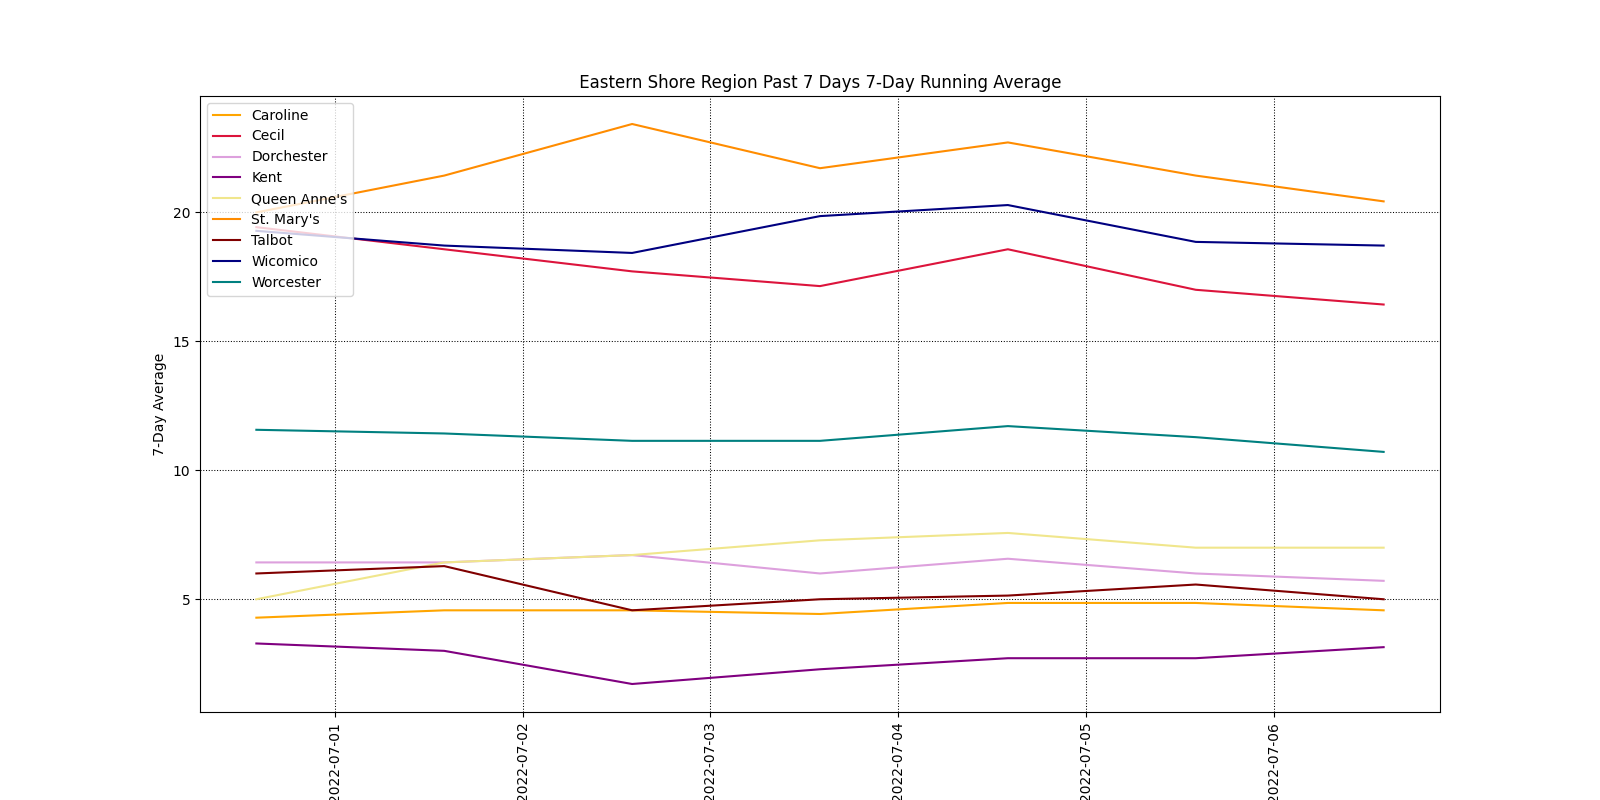 Eastern Shore Region Past 7 Days 7-Day Running Average
Caroline
Cecil
Dorchester
Kent
Queen Anne's
St. Mary's
Talbot
Wicomico
Worcester
7-Day Average
20
15
10
5
2022-07-01
2022-07-02
2022-07-03
2022-07-04
2022-07-05
2022-07-06